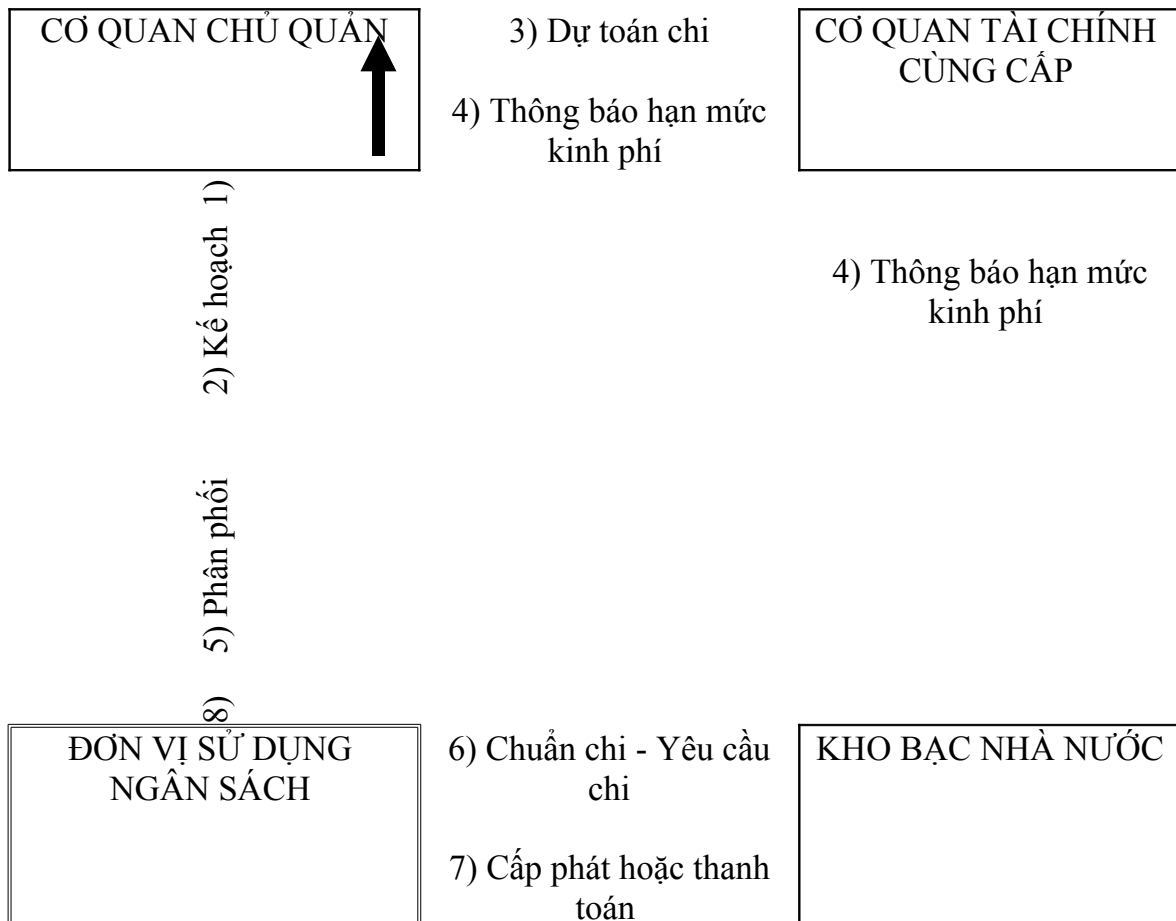 CƠ QUAN CHỦ QUẢN
3) Dự toán chi
4) Thông báo hạn mức
kinh phí
CƠ QUAN TÀI CHÍNH
CÙNG CẤP
4) Thông báo hạn mức
kinh phí
8) 5) Phân phối 2) Kế hoạch 1)
ĐƠN VỊ SỬ DỤNG
NGÂN SÁCH
6) Chuẩn chi - Yêu cầu
chi
7) Cấp phát hoặc thanh
toán
KHO BẠC NHÀ NƯỚC